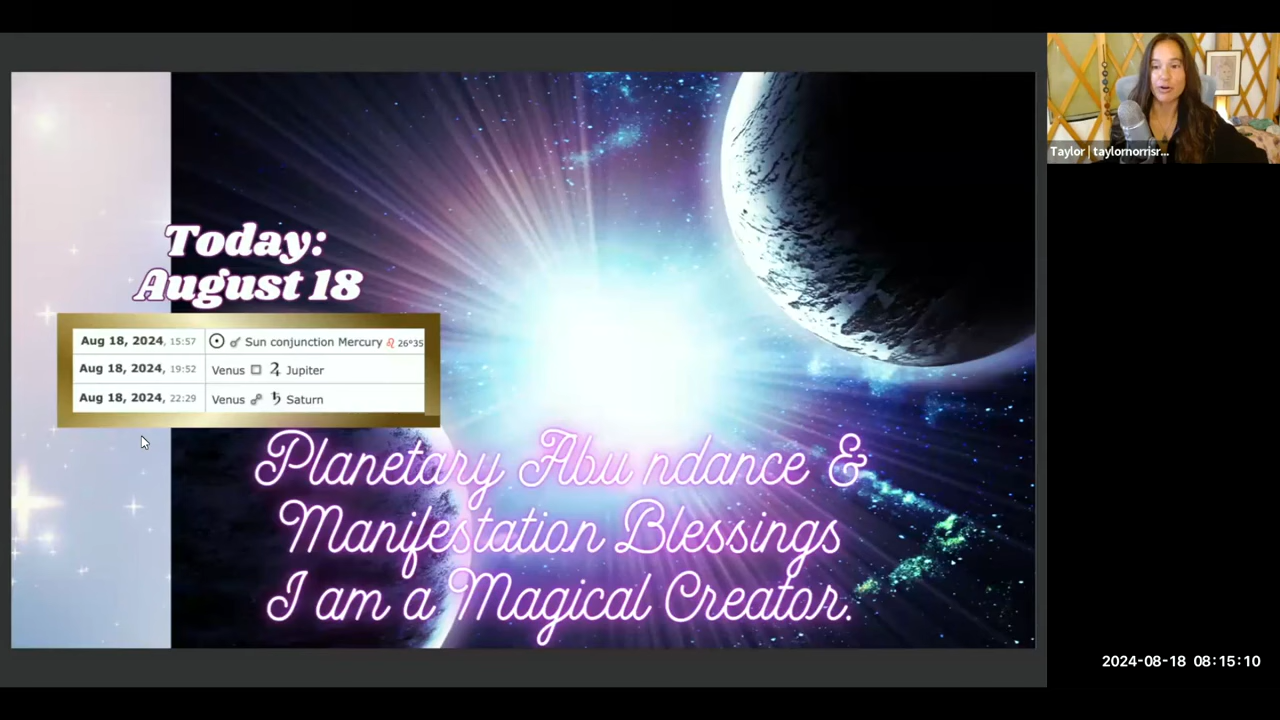 Today:
August 18
Aug 18, 2024, 15:57 ☉ ☌ Sun conjunction Mercury ♌ 26°35
Aug 18, 2024, 19:52 Venus □ ♃ Jupiter
Aug 18, 2024, 22:29 Venus ☍ ♄ Saturn
Planetary Abu ndance &
Manifestation Blessings
I am a Magical Creator.
Taylor | taylornorrisr...
2024-08-18 08:15:10